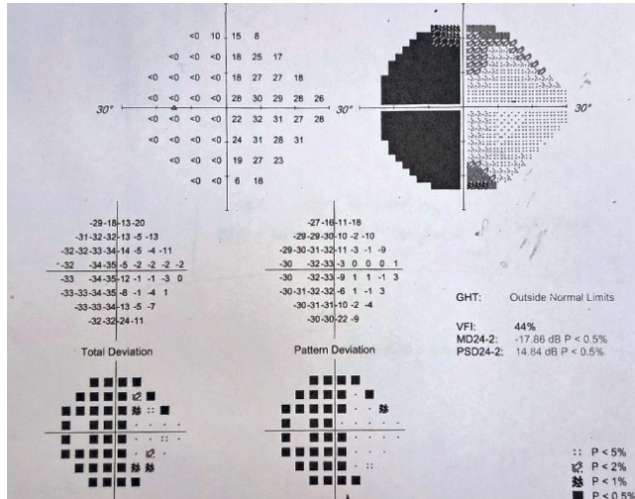 <0 10 15 8
<0 <0 <0 18 25 17
<0 <0 <0 <0 18 27 27 18
<0 <0 <0 <0 28 30 29 28 26
30° 30° 30°
<0 <0 <0 <0 22 32 31 27 28
<0 <0 <0 <0 24 31 28 31
<0 <0 <0 19 27 23
<0 <0 6 18
-29 -18 -13 -20
-31 -32 -32 -13 -5 -13
-32 -33 -32 -34 -14 -5 -4 -11
-32 -34 -35 -5 -2 -2 -2 -2
-33 -34 -35 -12 -1 -1 -3 0
-33 -33 -34 -35 -8 -1 -4 1
-33 -33 -34 -13 -5 -7
-32 -32 -24 -11
Total Deviation
-27 -16 -11 -18
-29 -29 -30 -10 -2 -10
-29 -30 -31 -32 -11 -3 -1 -9
-30 -32 -33 -3 0 0 0 1
-30 -32 -33 -9 1 1 -1 3
-30 -31 -32 -32 -6 1 -1 3
-30 -31 -31 -10 -2 -4
-30 -30 -22 -9
Pattern Deviation
GHT: Outside Normal Limits
VFI: 44%
MD24-2: -17.86 dB P < 0.5%
PSD24-2: 14.84 dB P < 0.5%
P < 5%
P < 2%
P < 1%
P < 0.5%